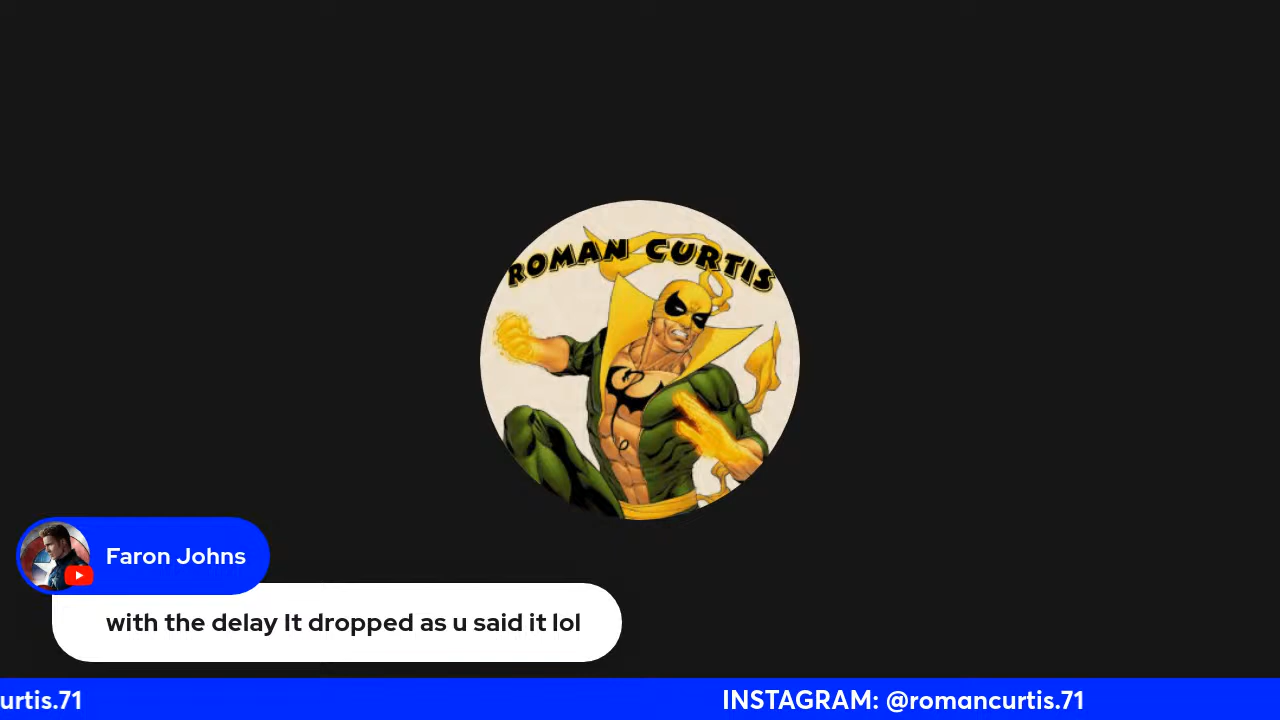 ROMAN CURTIS
Faron Johns
with the delay It dropped as u said it lol
urtis.71 INSTAGRAM: @romancurtis.71